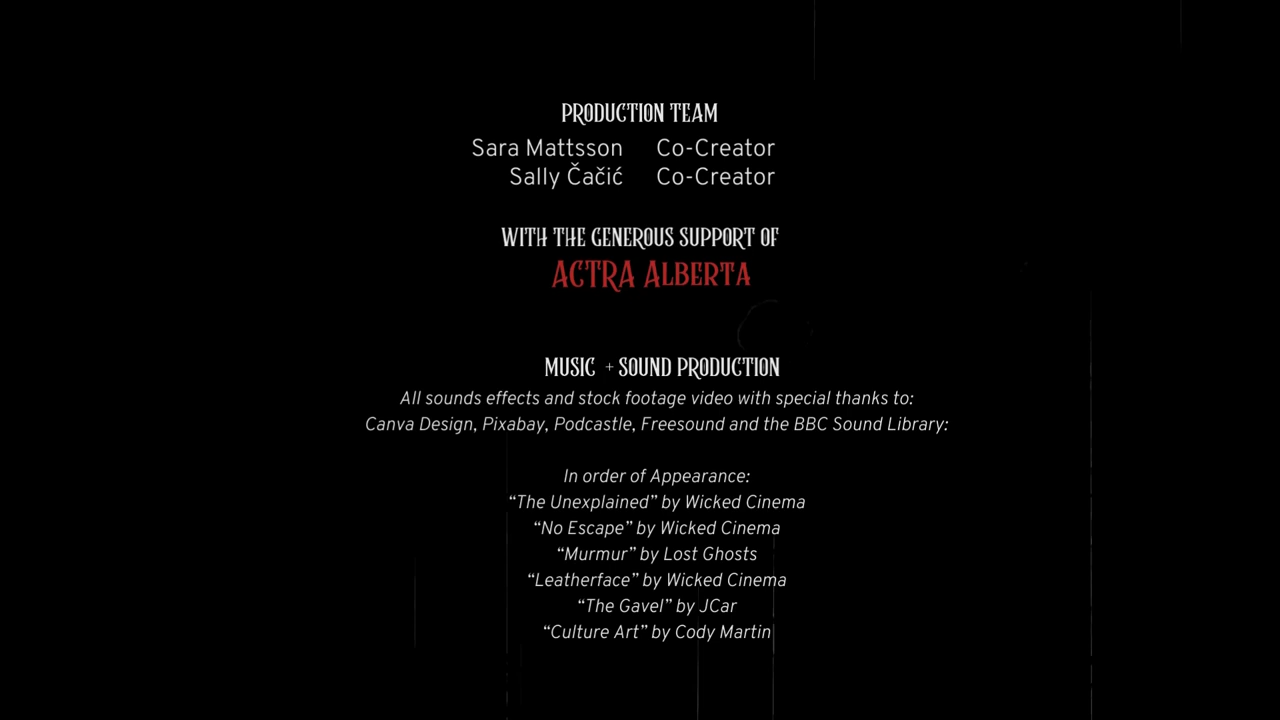 PRODUCTION TEAM
Sara Mattsson Co-Creator
Sally Čačić Co-Creator
WITH THE GENEROUS SUPPORT OF
ACTRA ALBERTA
MUSIC + SOUND PRODUCTION
All sounds effects and stock footage video with special thanks to:
Canva Design, Pixabay, Podcastle, Freesound and the BBC Sound Library:
In order of Appearance:
“The Unexplained” by Wicked Cinema
“No Escape” by Wicked Cinema
“Murmur” by Lost Ghosts
“Leatherface” by Wicked Cinema
“The Gavel” by JCar
“Culture Art” by Cody Martin